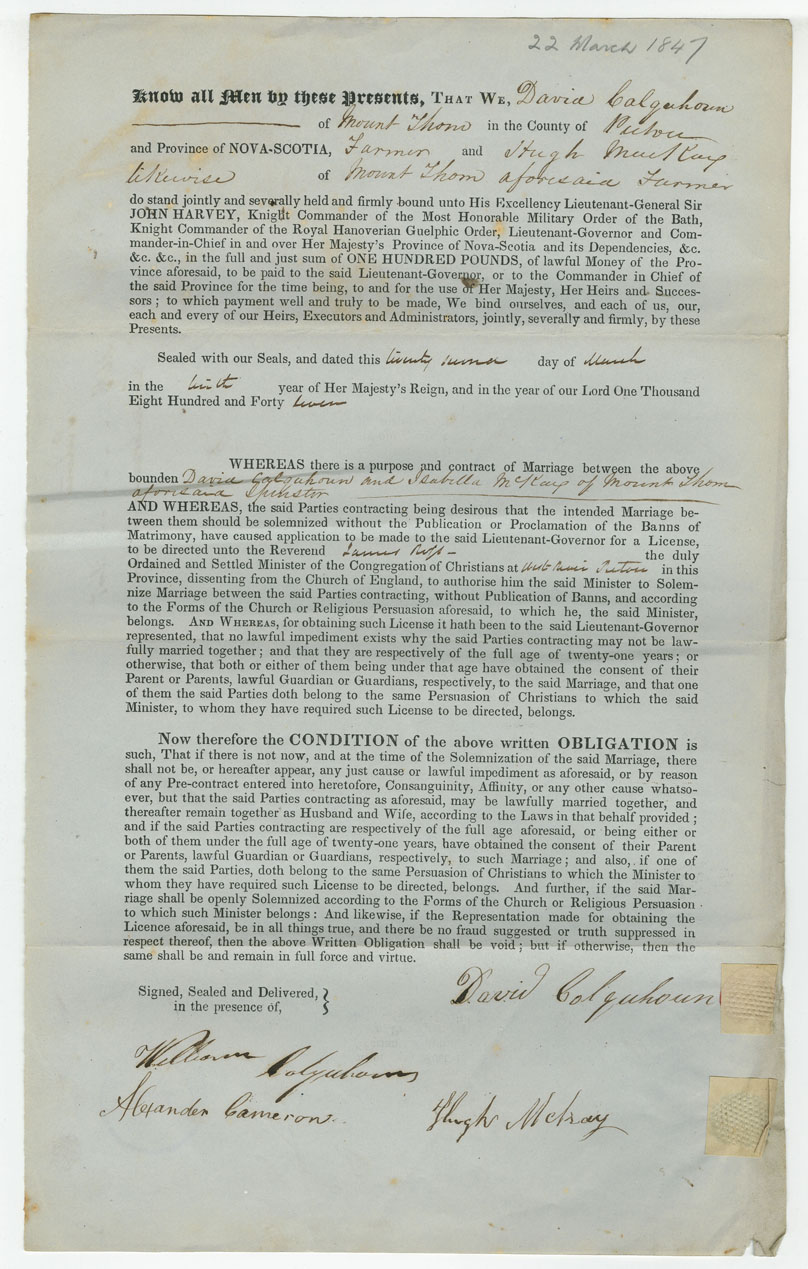 22 March 1847
Know all Men by these Presents, THAT WE, David Colquhoun
of Mount Thom in the County of Pictou
and Province of NOVA-SCOTIA, Farmer and Hugh MacKay
likewise of Mount Thom aforesaid Farmer
do stand jointly and severally held and firmly bound unto His Excellency Lieutenant-General Sir
JOHN HARVEY, Knight Commander of the Most Honorable Military Order of the Bath,
Knight Commander of the Royal Hanoverian Guelphic Order, Lieutenant-Governor and Com-
mander-in-Chief in and over Her Majesty's Province of Nova-Scotia and its Dependencies, &c.
&c. &c., in the full and just sum of ONE HUNDRED POUNDS, of lawful Money of the Pro-
vince aforesaid, to be paid to the said Lieutenant-Governor, or to the Commander in Chief of
the said Province for the time being, to and for the use of Her Majesty, Her Heirs and Succes-
sors; to which payment well and truly to be made, We bind ourselves, and each of us, our,
each and every of our Heirs, Executors and Administrators, jointly, severally and firmly, by these
Presents.
Sealed with our Seals, and dated this twenty second day of March
in the tenth year of Her Majesty's Reign, and in the year of our Lord One Thousand
Eight Hundred and Forty seven
WHEREAS there is a purpose and contract of Marriage between the above
bounden David Colquhoun and Isabella McKay of Mount Thom
aforesaid Spinster
AND WHEREAS, the said Parties contracting being desirous that the intended Marriage be-
tween them should be solemnized without the Publication or Proclamation of the Banns of
Matrimony, have caused application to be made to the said Lieutenant-Governor for a License,
to be directed unto the Reverend James Ross the duly
Ordained and Settled Minister of the Congregation of Christians at West River Pictou in this
Province, dissenting from the Church of England, to authorise him the said Minister to Solem-
nize Marriage between the said Parties contracting, without Publication of Banns, and according
to the Forms of the Church or Religious Persuasion aforesaid, to which he, the said Minister,
belongs. AND WHEREAS, for obtaining such License it hath been to the said Lieutenant-Governor
represented, that no lawful impediment exists why the said Parties contracting may not be law-
fully married together; and that they are respectively of the full age of twenty-one years; or
otherwise, that both or either of them being under that age have obtained the consent of their
Parent or Parents, lawful Guardian or Guardians, respectively, to the said Marriage, and that one
of them the said Parties doth belong to the same Persuasion of Christians to which the said
Minister, to whom they have required such License to be directed, belongs.
Now therefore the CONDITION of the above written OBLIGATION is
such, That if there is not now, and at the time of the Solemnization of the said Marriage, there
shall not be, or hereafter appear, any just cause or lawful impediment as aforesaid, or by reason
of any Pre-contract entered into heretofore, Consanguinity, Affinity, or any other cause whatso-
ever, but that the said Parties contracting as aforesaid, may be lawfully married together, and
thereafter remain together as Husband and Wife, according to the Laws in that behalf provided;
and if the said Parties contracting are respectively of the full age aforesaid, or being either or
both of them under the full age of twenty-one years, have obtained the consent of their Parent
or Parents, lawful Guardian or Guardians, respectively, to such Marriage; and also, if one of
them the said Parties, doth belong to the same Persuasion of Christians to which the Minister to
whom they have required such License to be directed, belongs. And further, if the said Mar-
riage shall be openly Solemnized according to the Forms of the Church or Religious Persuasion
to which such Minister belongs: And likewise, if the Representation made for obtaining the
Licence aforesaid, be in all things true, and there be no fraud suggested or truth suppressed in
respect thereof, then the above Written Obligation shall be void; but if otherwise, then the
same shall be and remain in full force and virtue.
Signed, Sealed and Delivered,
in the presence of,
David Colquhoun
William Colquhoun
Alexander Cameron.
Hugh McKay